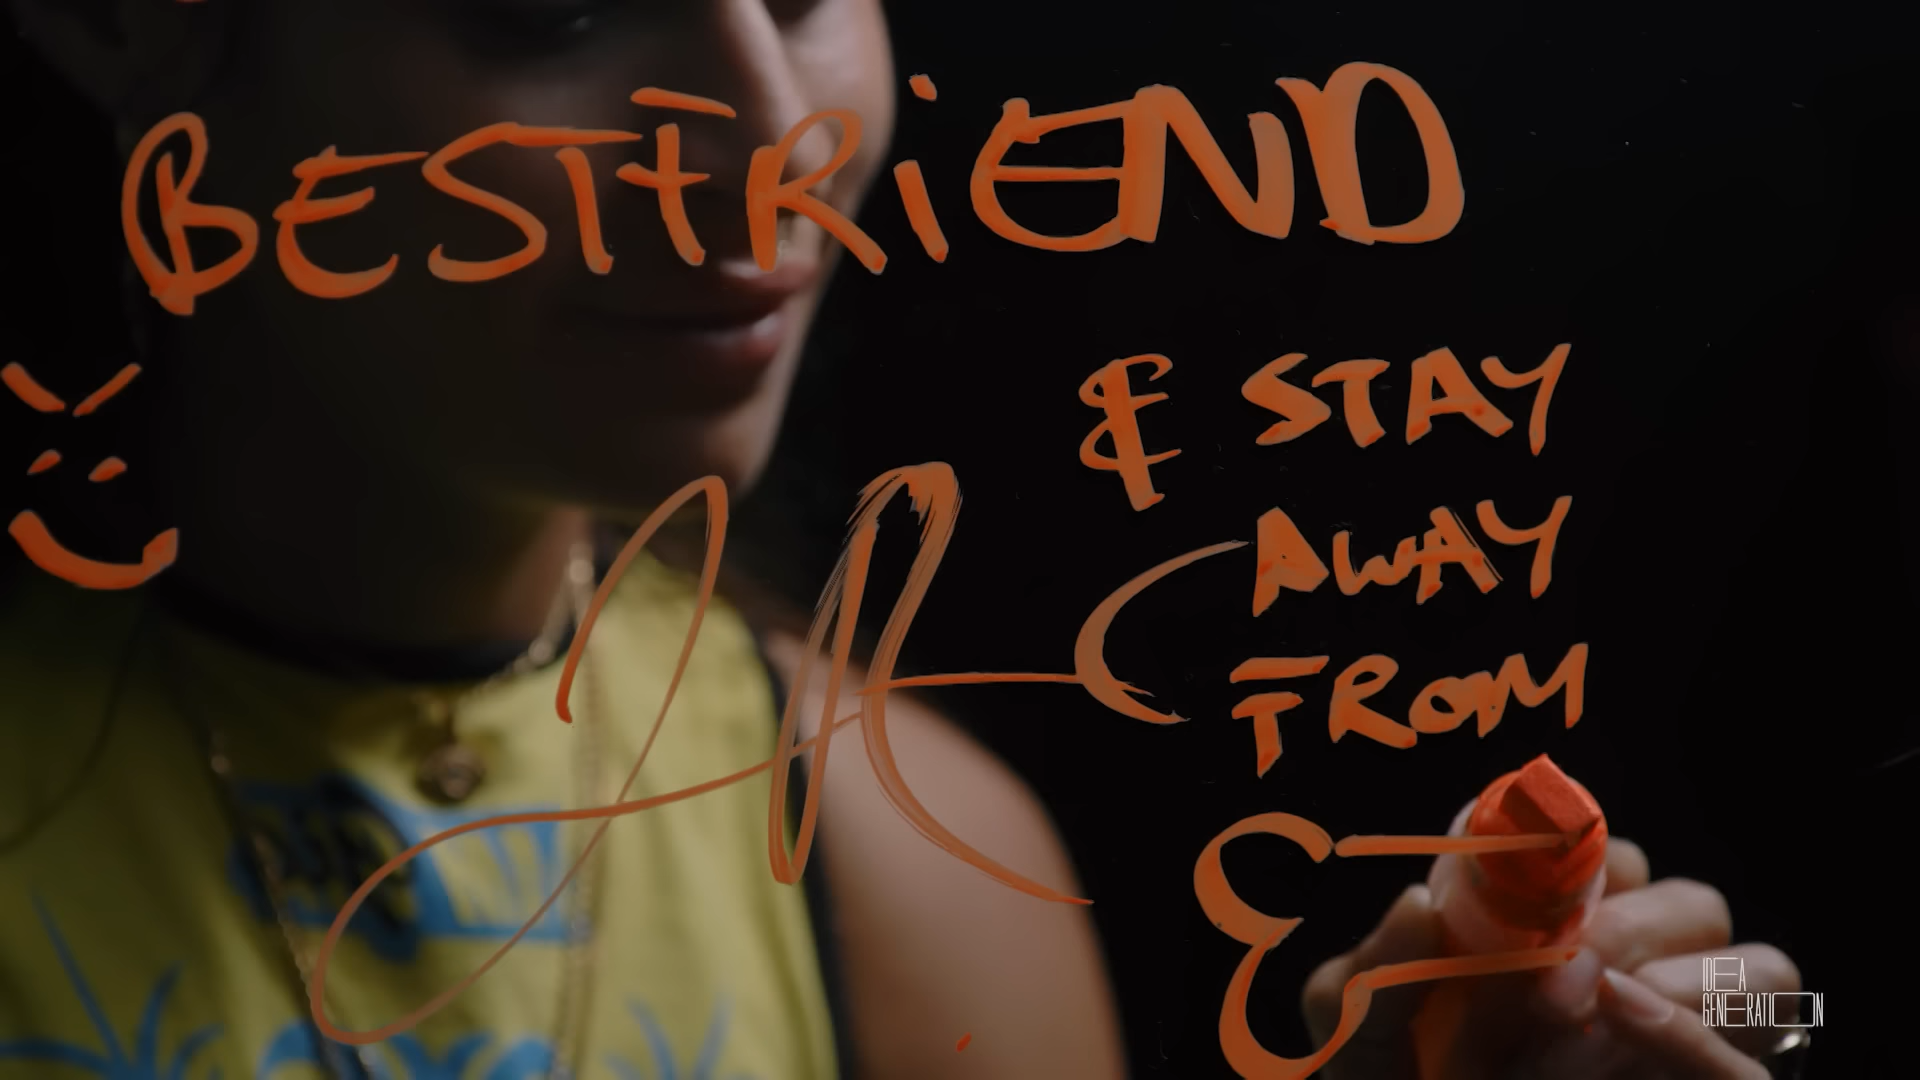 BESTFRiEND
& STAY
AWAY
FROM
IDEA
GENERATION